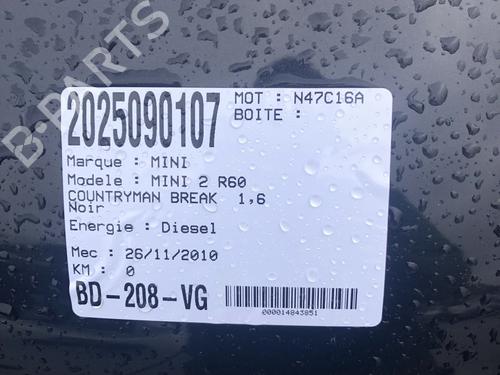 B-PARTS
2025090107
MOT : N47C16A
BOITE :
Marque : MINI
Modele : MINI 2 R60
COUNTRYMAN BREAK 1,6
Noir
Energie : Diesel
Mec : 26/11/2010
KM : 0
BD-208-VG
000014843851